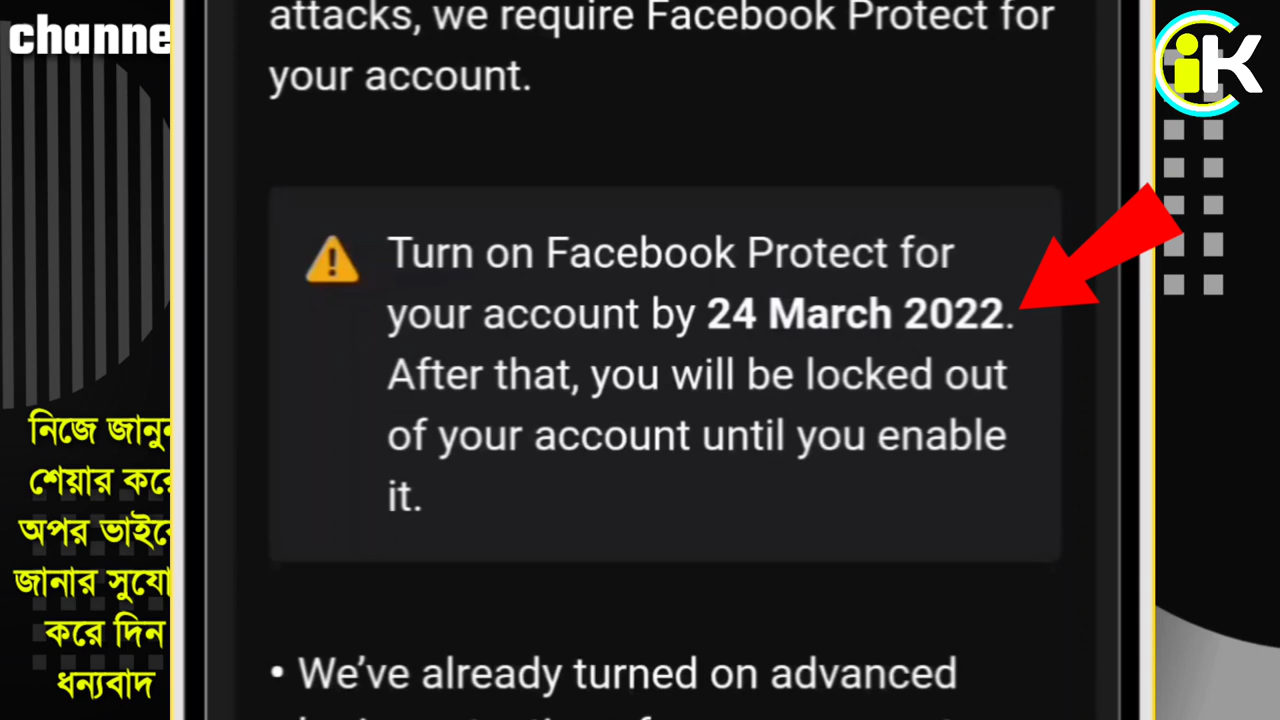 channe
attacks, we require Facebook Protect for
your account.
iK
Turn on Facebook Protect for
your account by 24 March 2022.
After that, you will be locked out
of your account until you enable
it.
নিজে জানুন
শেয়ার করে
অপর ভাইকে
জানার সুযো
করে দিন
ধন্যবাদ
• We’ve already turned on advanced